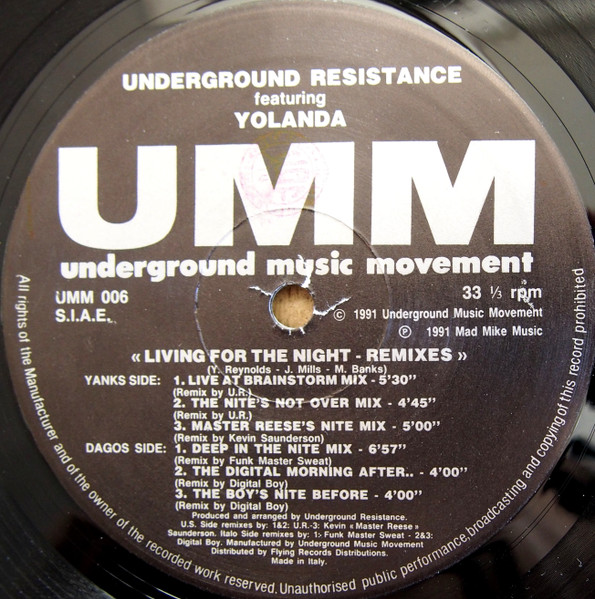 UNDERGROUND RESISTANCE
featuring
YOLANDA
UMM
underground music movement
UMM 006
33 ⅓ rpm
S.I.A.E.
© 1991 Underground Music Movement
℗ 1991 Mad Mike Music
« LIVING FOR THE NIGHT - REMIXES »
(Y. Reynolds - J. Mills - M. Banks)
YANKS SIDE: 1. LIVE AT BRAINSTORM MIX - 5'30''
(Remix by U.R.)
2. THE NITE'S NOT OVER MIX - 4'45''
(Remix by U.R.)
3. MASTER REESE'S NITE MIX - 5'00''
(Remix by Kevin Saunderson)
DAGOS SIDE: 1. DEEP IN THE NITE MIX - 6'57''
(Remix by Funk Master Sweat)
2. THE DIGITAL MORNING AFTER.. - 4'00''
(Remix by Digital Boy)
3. THE BOY'S NITE BEFORE - 4'00''
(Remix by Digital Boy)
Produced and arranged by Underground Resistance.
U.S. Side remixes by: 1&2: U.R.-3: Kevin « Master Reese »
Saunderson. Italo Side remixes by: 1› Funk Master Sweat - 2&3:
Digital Boy. Manufactured by Underground Music Movement
Distributed by Flying Records Distributions.
Made in Italy.
All rights of the Manufacturer and of the owner of the recorded work reserved. Unauthorised public performance, broadcasting and copying of this record prohibited